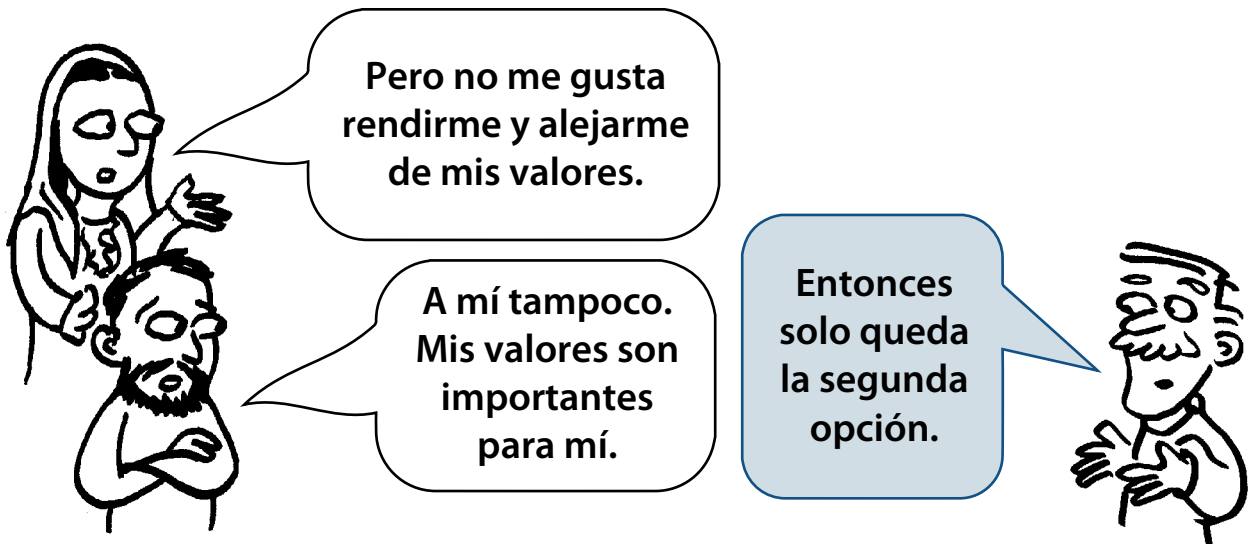 Pero no me gusta
rendirme y alejarme
de mis valores.
A mí tampoco.
Mis valores son
importantes
para mí.
Entonces
solo queda
la segunda
opción.